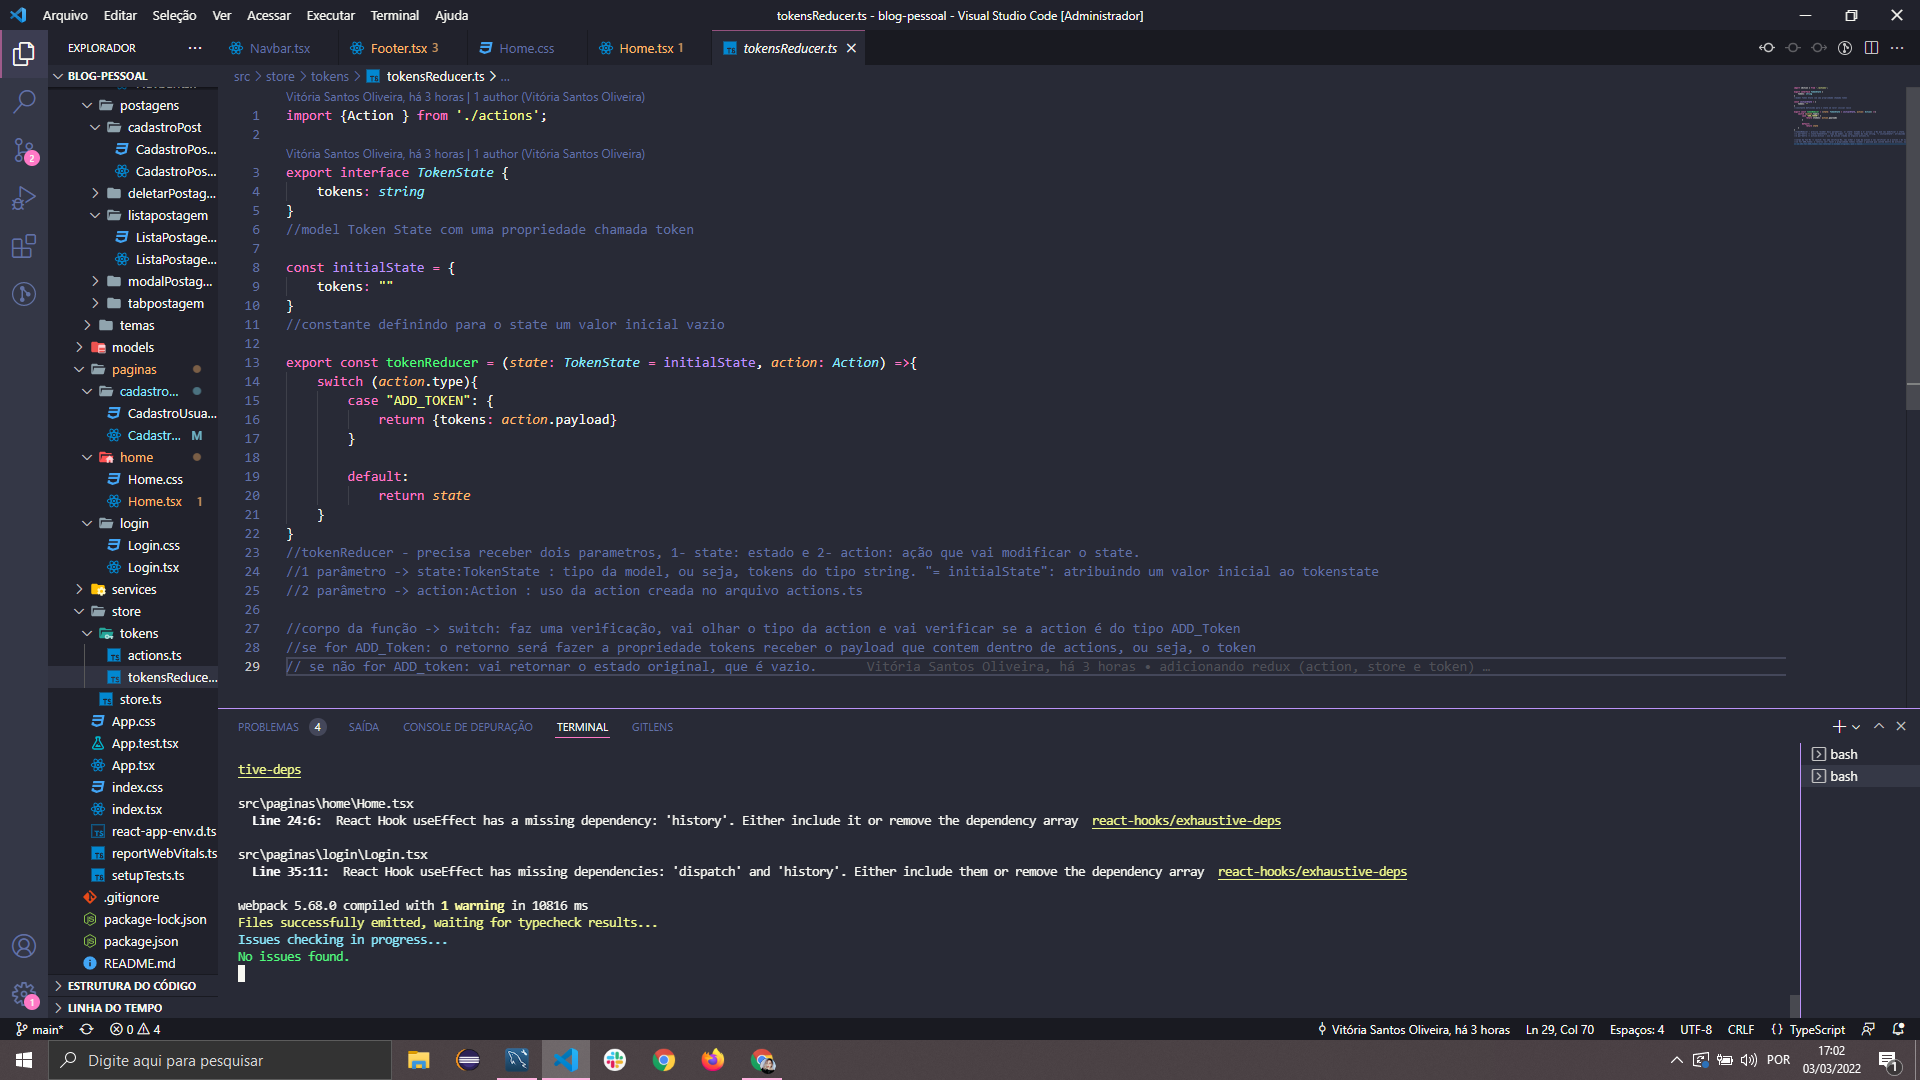 Arquivo Editar Seleção Ver Acessar Executar Terminal Ajuda
tokensReducer.ts - blog-pessoal - Visual Studio Code [Administrador]
EXPLORADOR
Navbar.tsx
Footer.tsx 3
Home.css
Home.tsx 1
tokensReducer.ts
BLOG-PESSOAL
src > store > tokens > tokensReducer.ts > ...
postagens
cadastroPost
CadastroPos...
CadastroPos...
deletarPostag...
listapostagem
ListaPostage...
ListaPostage...
modalPostag...
tabpostagem
temas
models
paginas
cadastro...
CadastroUsua...
Cadastr... M
home
Home.css
Home.tsx 1
login
Login.css
Login.tsx
services
store
tokens
actions.ts
tokensReduce...
store.ts
App.css
App.test.tsx
App.tsx
index.css
index.tsx
react-app-env.d.ts
reportWebVitals.ts
setupTests.ts
.gitignore
package-lock.json
package.json
README.md
ESTRUTURA DO CÓDIGO
LINHA DO TEMPO
2
1
Vitória Santos Oliveira, há 3 horas | 1 author (Vitória Santos Oliveira)
1 import {Action } from './actions';
2
Vitória Santos Oliveira, há 3 horas | 1 author (Vitória Santos Oliveira)
3 export interface TokenState {
4 tokens: string
5 }
6 //model Token State com uma propriedade chamada token
7
8 const initialState = {
9 tokens: ""
10 }
11 //constante definindo para o state um valor inicial vazio
12
13 export const tokenReducer = (state: TokenState = initialState, action: Action) =>{
14 switch (action.type){
15 case "ADD_TOKEN": {
16 return {tokens: action.payload}
17 }
18
19 default:
20 return state
21 }
22 }
23 //tokenReducer - precisa receber dois parametros, 1- state: estado e 2- action: ação que vai modificar o state.
24 //1 parâmetro -> state:TokenState : tipo da model, ou seja, tokens do tipo string. "= initialState": atribuindo um valor inicial ao tokenstate
25 //2 parâmetro -> action:Action : uso da action creada no arquivo actions.ts
26
27 //corpo da função -> switch: faz uma verificação, vai olhar o tipo da action e vai verificar se a action é do tipo ADD_Token
28 //se for ADD_Token: o retorno será fazer a propriedade tokens receber o payload que contem dentro de actions, ou seja, o token
29 // se não for ADD_token: vai retornar o estado original, que é vazio. Vitória Santos Oliveira, há 3 horas • adicionando redux (action, store e token) …
PROBLEMAS 4 SAÍDA CONSOLE DE DEPURAÇÃO TERMINAL GITLENS
bash
bash
tive-deps
src\paginas\home\Home.tsx
Line 24:6: React Hook useEffect has a missing dependency: 'history'. Either include it or remove the dependency array react-hooks/exhaustive-deps
src\paginas\login\Login.tsx
Line 35:11: React Hook useEffect has missing dependencies: 'dispatch' and 'history'. Either include them or remove the dependency array react-hooks/exhaustive-deps
webpack 5.68.0 compiled with 1 warning in 10816 ms
Files successfully emitted, waiting for typecheck results...
Issues checking in progress...
No issues found.
main* 0 4
Vitória Santos Oliveira, há 3 horas Ln 29, Col 70 Espaços: 4 UTF-8 CRLF {} TypeScript
Digite aqui para pesquisar
POR
17:02
03/03/2022
1